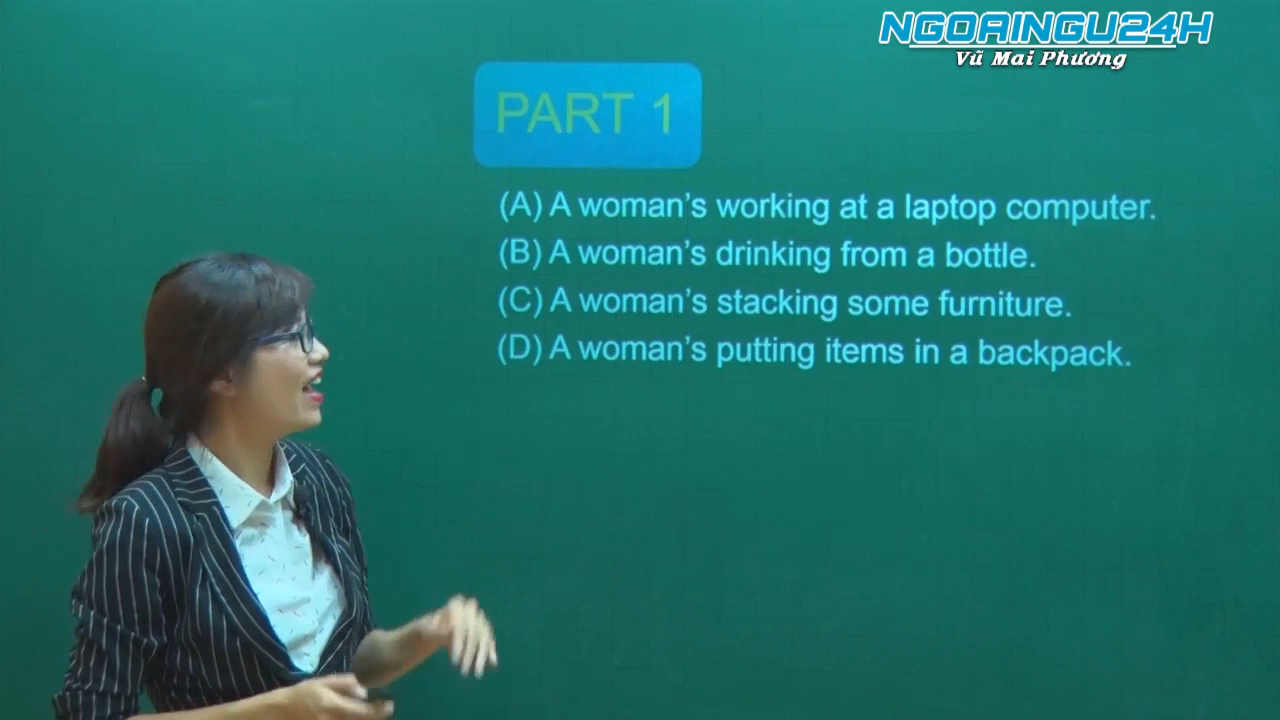 NGOAINGU24H
Vũ Mai Phương
PART 1
(A) A woman's working at a laptop computer.
(B) A woman's drinking from a bottle.
(C) A woman's stacking some furniture.
(D) A woman's putting items in a backpack.